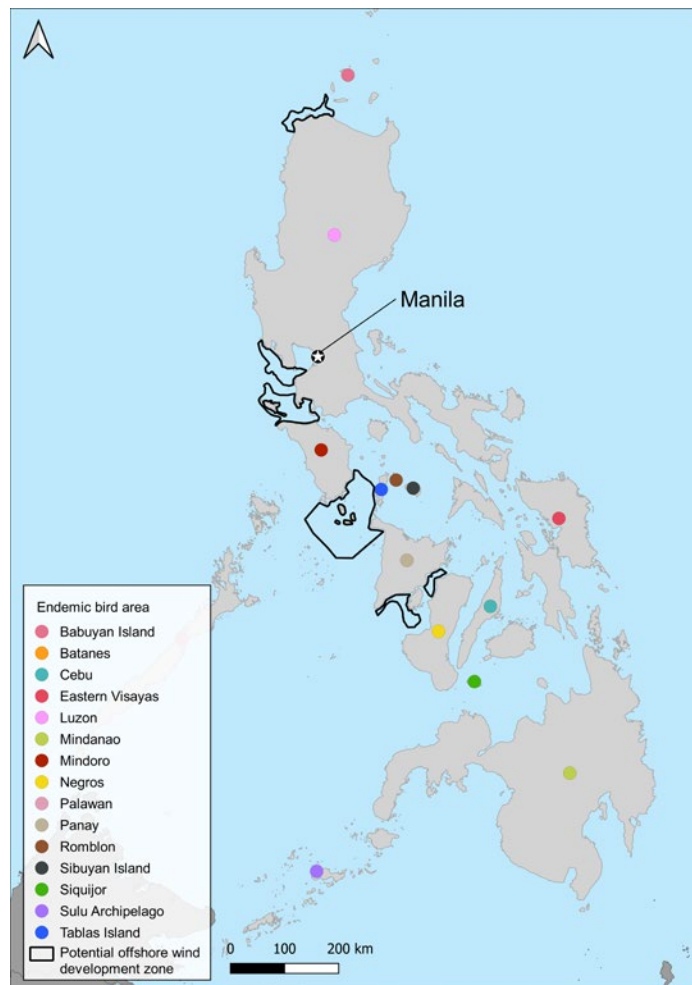 Manila
Endemic bird area
Babuyan Island
Batanes
Cebu
Eastern Visayas
Luzon
Mindanao
Mindoro
Negros
Palawan
Panay
Romblon
Sibuyan Island
Siquijor
Sulu Archipelago
Tablas Island
Potential offshore wind
development zone
0 100 200 km